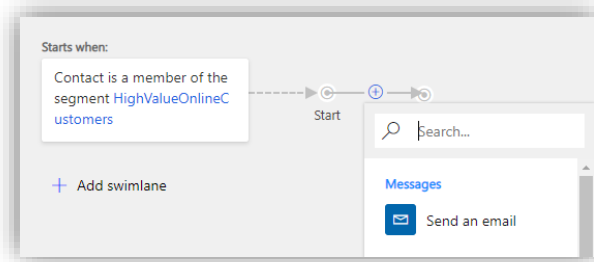 Starts when:
Contact is a member of the
segment HighValueOnlineC
ustomers
Start
Search...
Add swimlane
Messages
Send an email